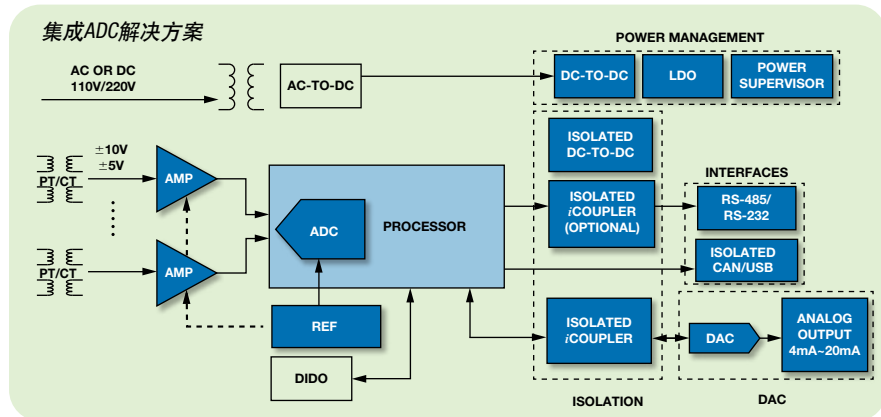 集成ADC解决方案
POWER MANAGEMENT
AC OR DC
110V/220V
AC-TO-DC
DC-TO-DC
LDO
POWER
SUPERVISOR
±10V
±5V
PT/CT
AMP
ISOLATED
DC-TO-DC
INTERFACES
ISOLATED
iCOUPLER
(OPTIONAL)
RS-485/
RS-232
ADC
PROCESSOR
ISOLATED
CAN/USB
PT/CT
AMP
REF
ISOLATED
iCOUPLER
DAC
ANALOG
OUTPUT
4mA~20mA
DIDO
ISOLATION
DAC